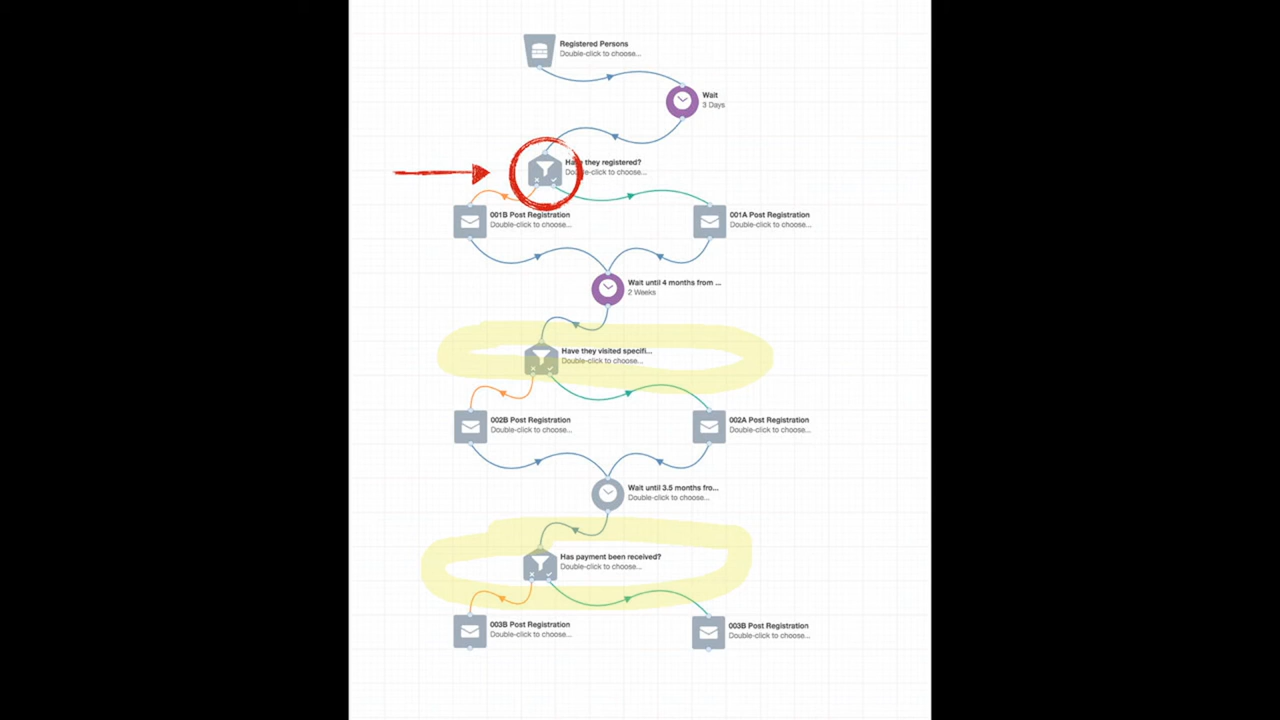 Registered Persons
Double-click to choose...
Wait
3 Days
Have they registered?
Double-click to choose...
001B Post Registration
Double-click to choose...
001A Post Registration
Double-click to choose...
Wait until 4 months from ...
2 Weeks
Have they visited specifi...
Double-click to choose...
002B Post Registration
Double-click to choose...
002A Post Registration
Double-click to choose...
Wait until 3.5 months fro...
Double-click to choose...
Has payment been received?
Double-click to choose...
003B Post Registration
Double-click to choose...
003B Post Registration
Double-click to choose...